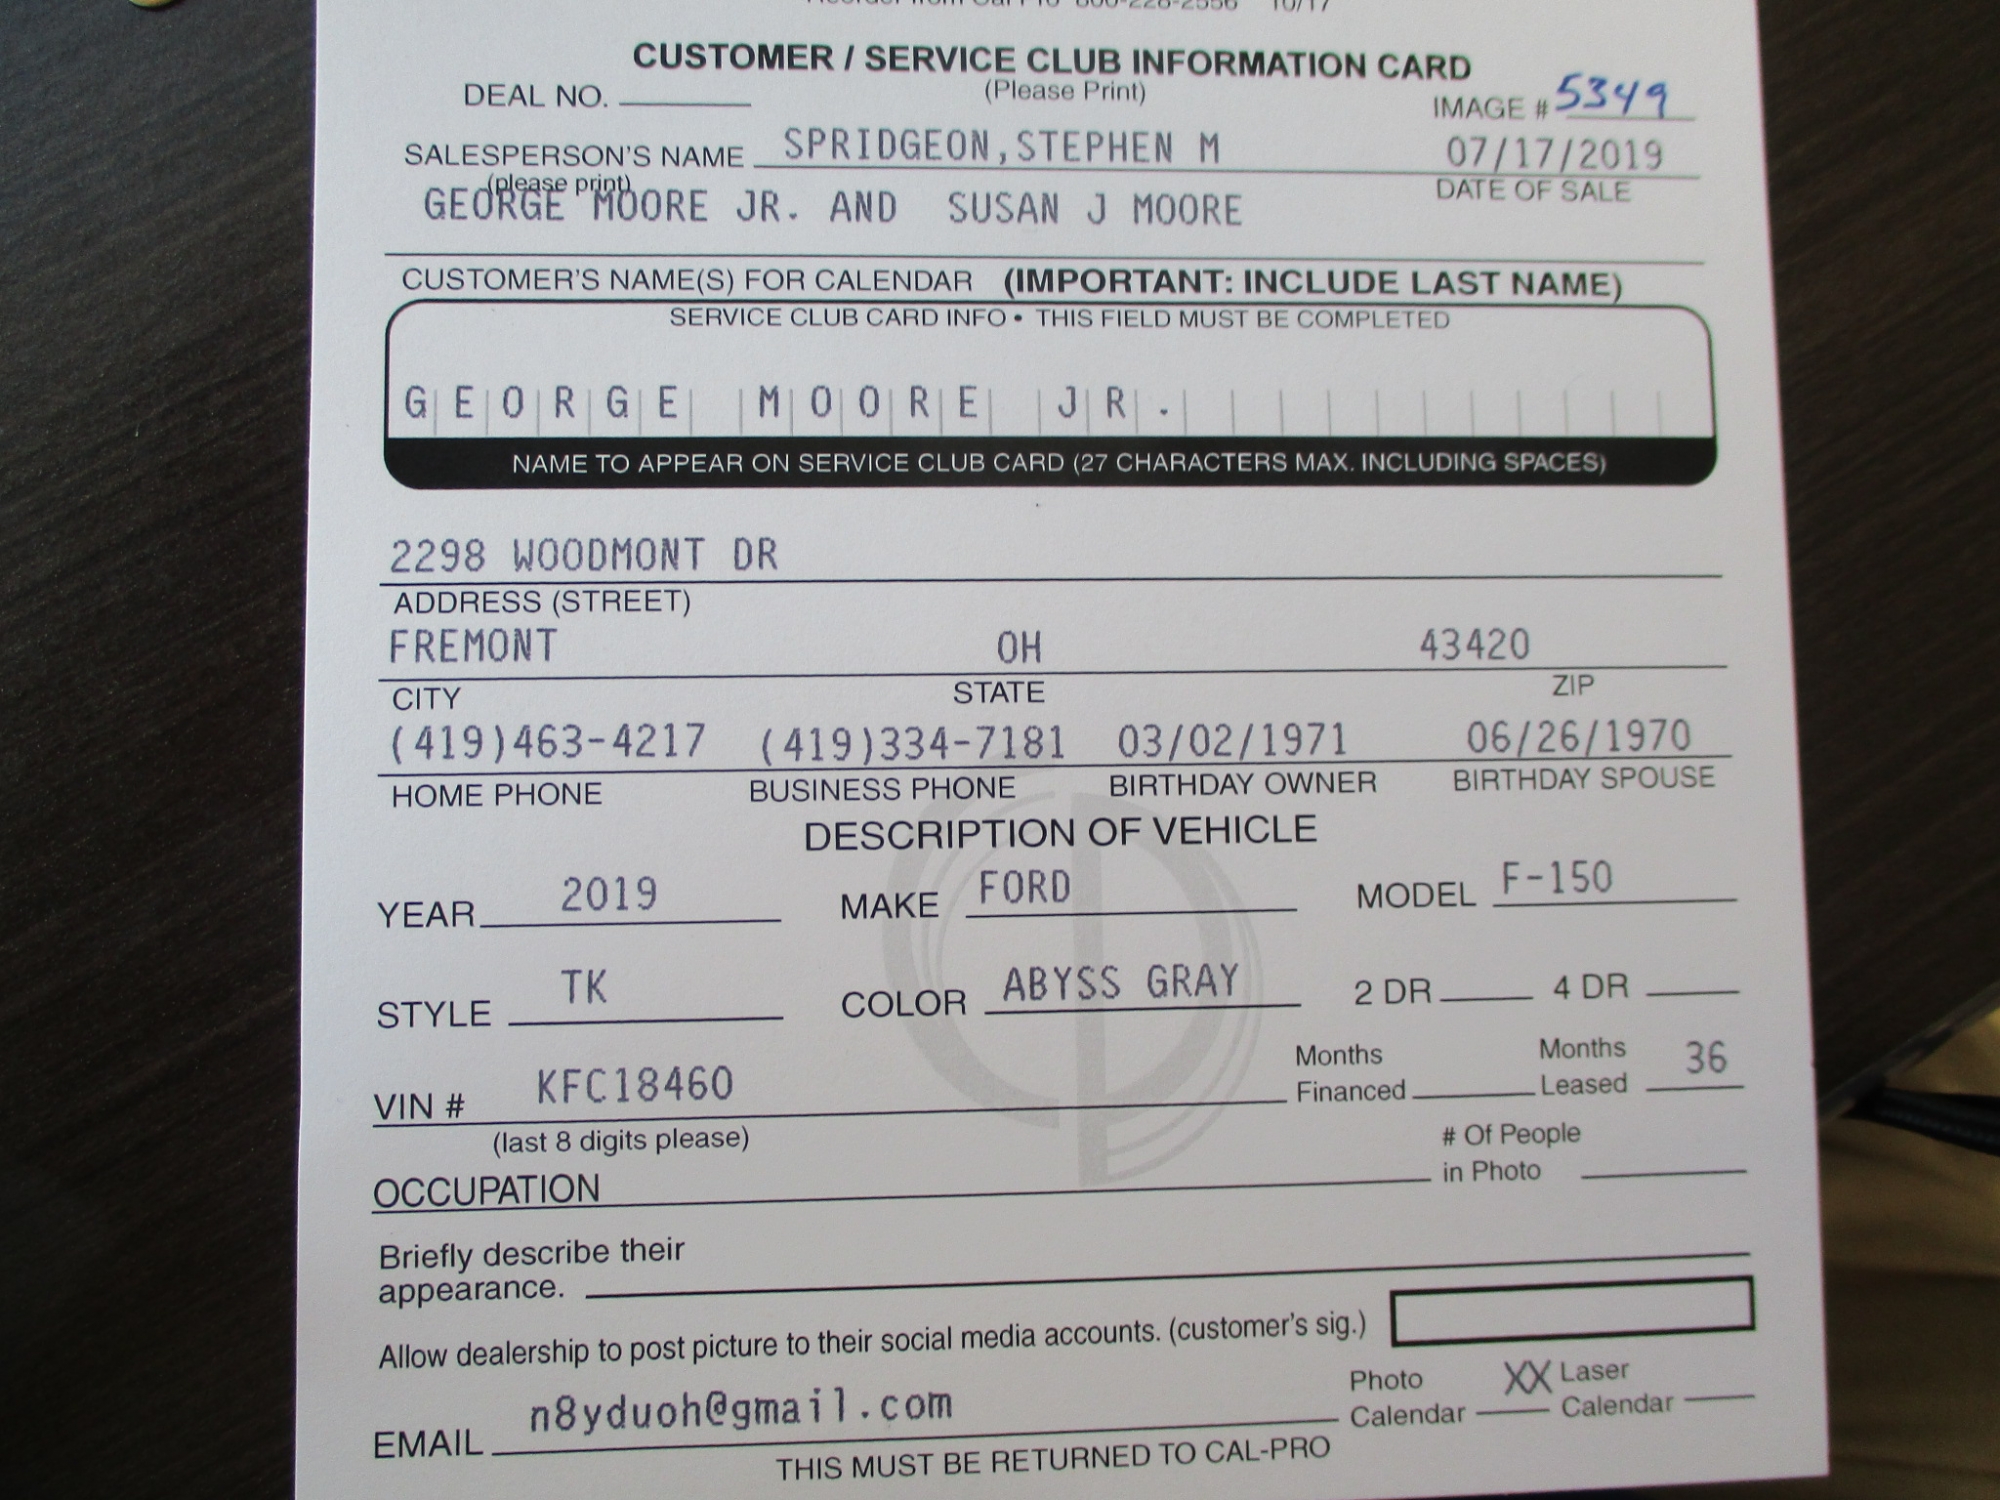 CUSTOMER / SERVICE CLUB INFORMATION CARD
DEAL NO. (Please Print) IMAGE # 5349
SALESPERSON'S NAME SPRIDGEON,STEPHEN M 07/17/2019
(please print) DATE OF SALE
GEORGE MOORE JR. AND SUSAN J MOORE
CUSTOMER'S NAME(S) FOR CALENDAR (IMPORTANT: INCLUDE LAST NAME)
SERVICE CLUB CARD INFO • THIS FIELD MUST BE COMPLETED
GEORGE MOORE JR.
NAME TO APPEAR ON SERVICE CLUB CARD (27 CHARACTERS MAX. INCLUDING SPACES)
2298 WOODMONT DR
ADDRESS (STREET)
FREMONT OH 43420
CITY STATE ZIP
(419)463-4217 (419)334-7181 03/02/1971 06/26/1970
HOME PHONE BUSINESS PHONE BIRTHDAY OWNER BIRTHDAY SPOUSE
DESCRIPTION OF VEHICLE
YEAR 2019 MAKE FORD MODEL F-150
STYLE TK COLOR ABYSS GRAY 2 DR 4 DR
VIN # KFC18460 Months Financed Months Leased 36
(last 8 digits please)
OCCUPATION # Of People in Photo
Briefly describe their
appearance.
Allow dealership to post picture to their social media accounts. (customer's sig.)
EMAIL n8yduoh@gmail.com Photo Calendar XX Laser Calendar
THIS MUST BE RETURNED TO CAL-PRO